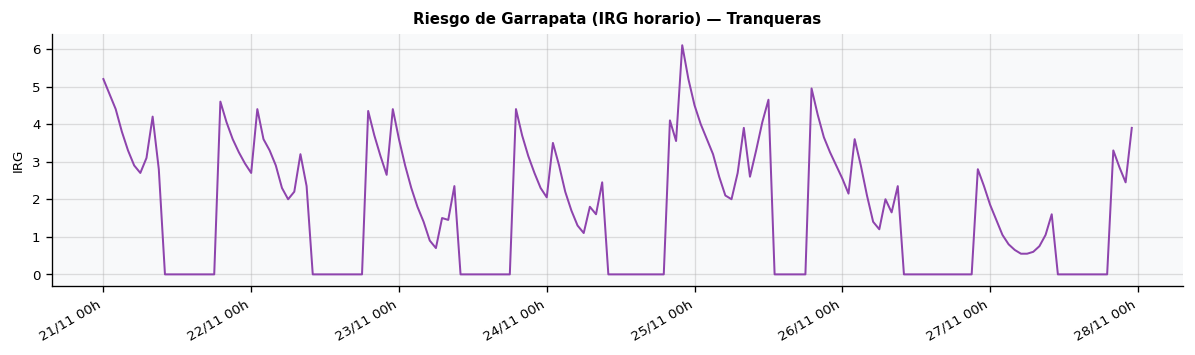 Riesgo de Garrapata (IRG horario) — Tranqueras
IRG
6
5
4
3
2
1
0
21/11 00h
22/11 00h
23/11 00h
24/11 00h
25/11 00h
26/11 00h
27/11 00h
28/11 00h